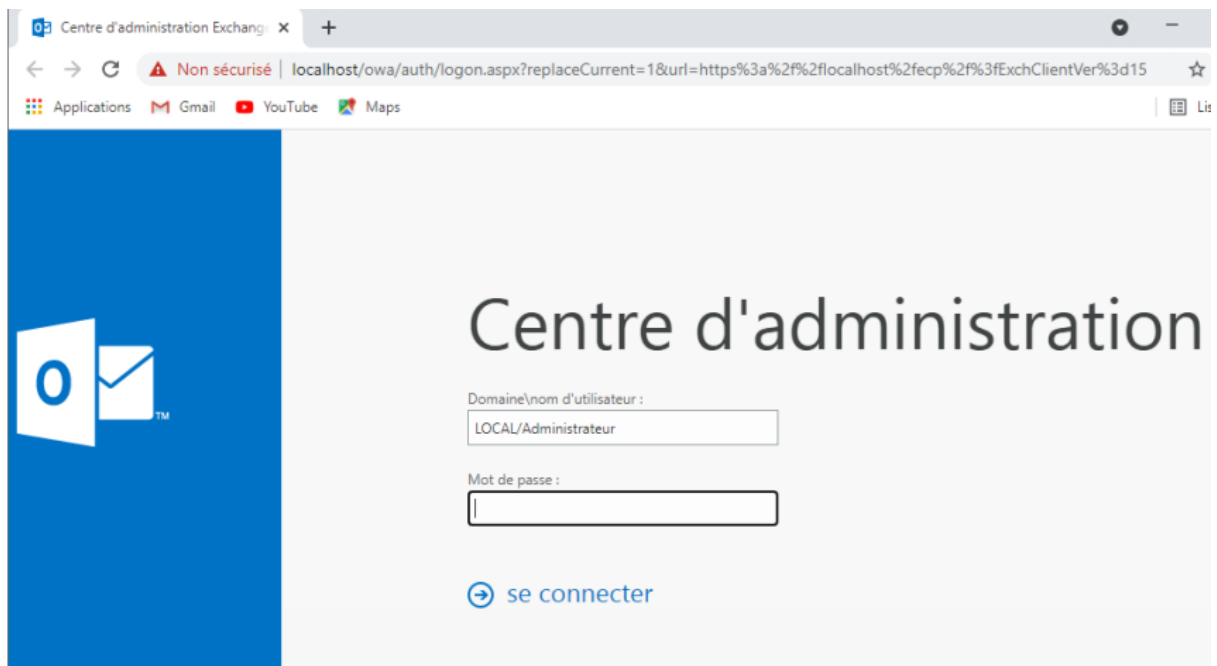 Centre d'administration Exchang
Non sécurisé | localhost/owa/auth/logon.aspx?replaceCurrent=1&url=https%3a%2f%2flocalhost%2fecp%2f%3fExchClientVer%3d15
Applications Gmail YouTube Maps Lis
Centre d'administration
Domaine\nom d'utilisateur :
LOCAL/Administrateur
Mot de passe :
se connecter
O
TM